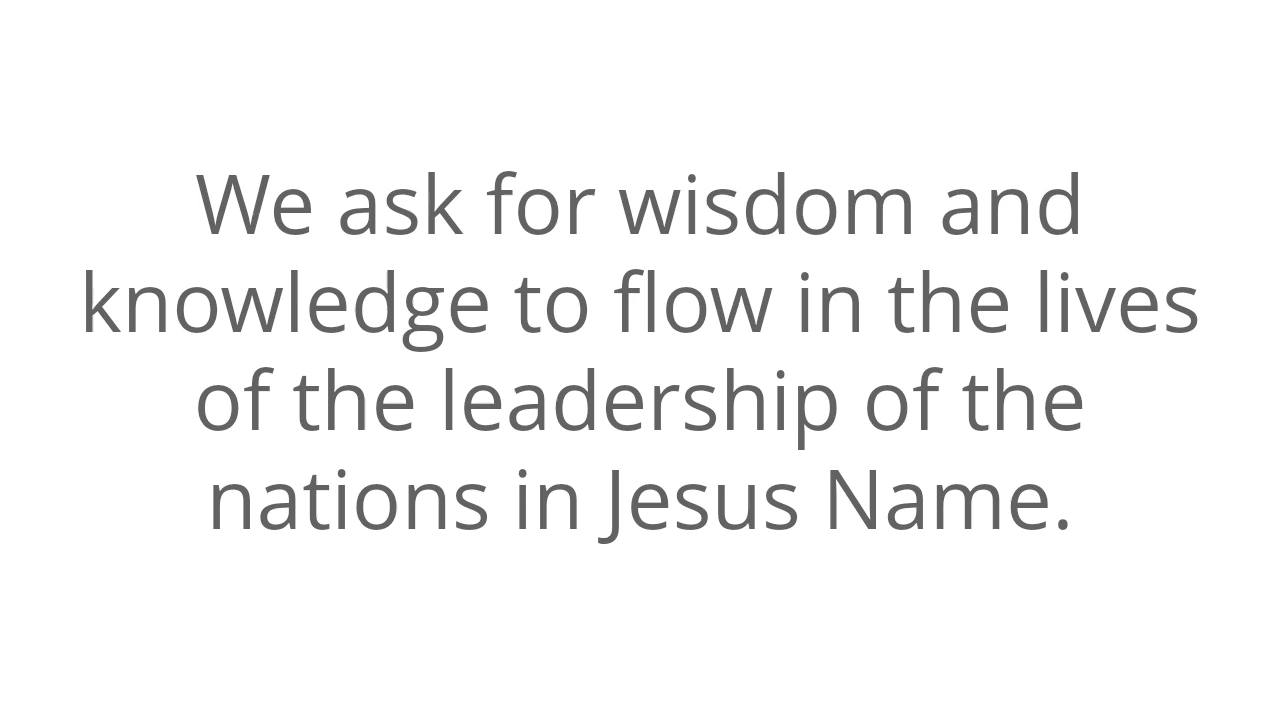 We ask for wisdom and
knowledge to flow in the lives
of the leadership of the
nations in Jesus Name.